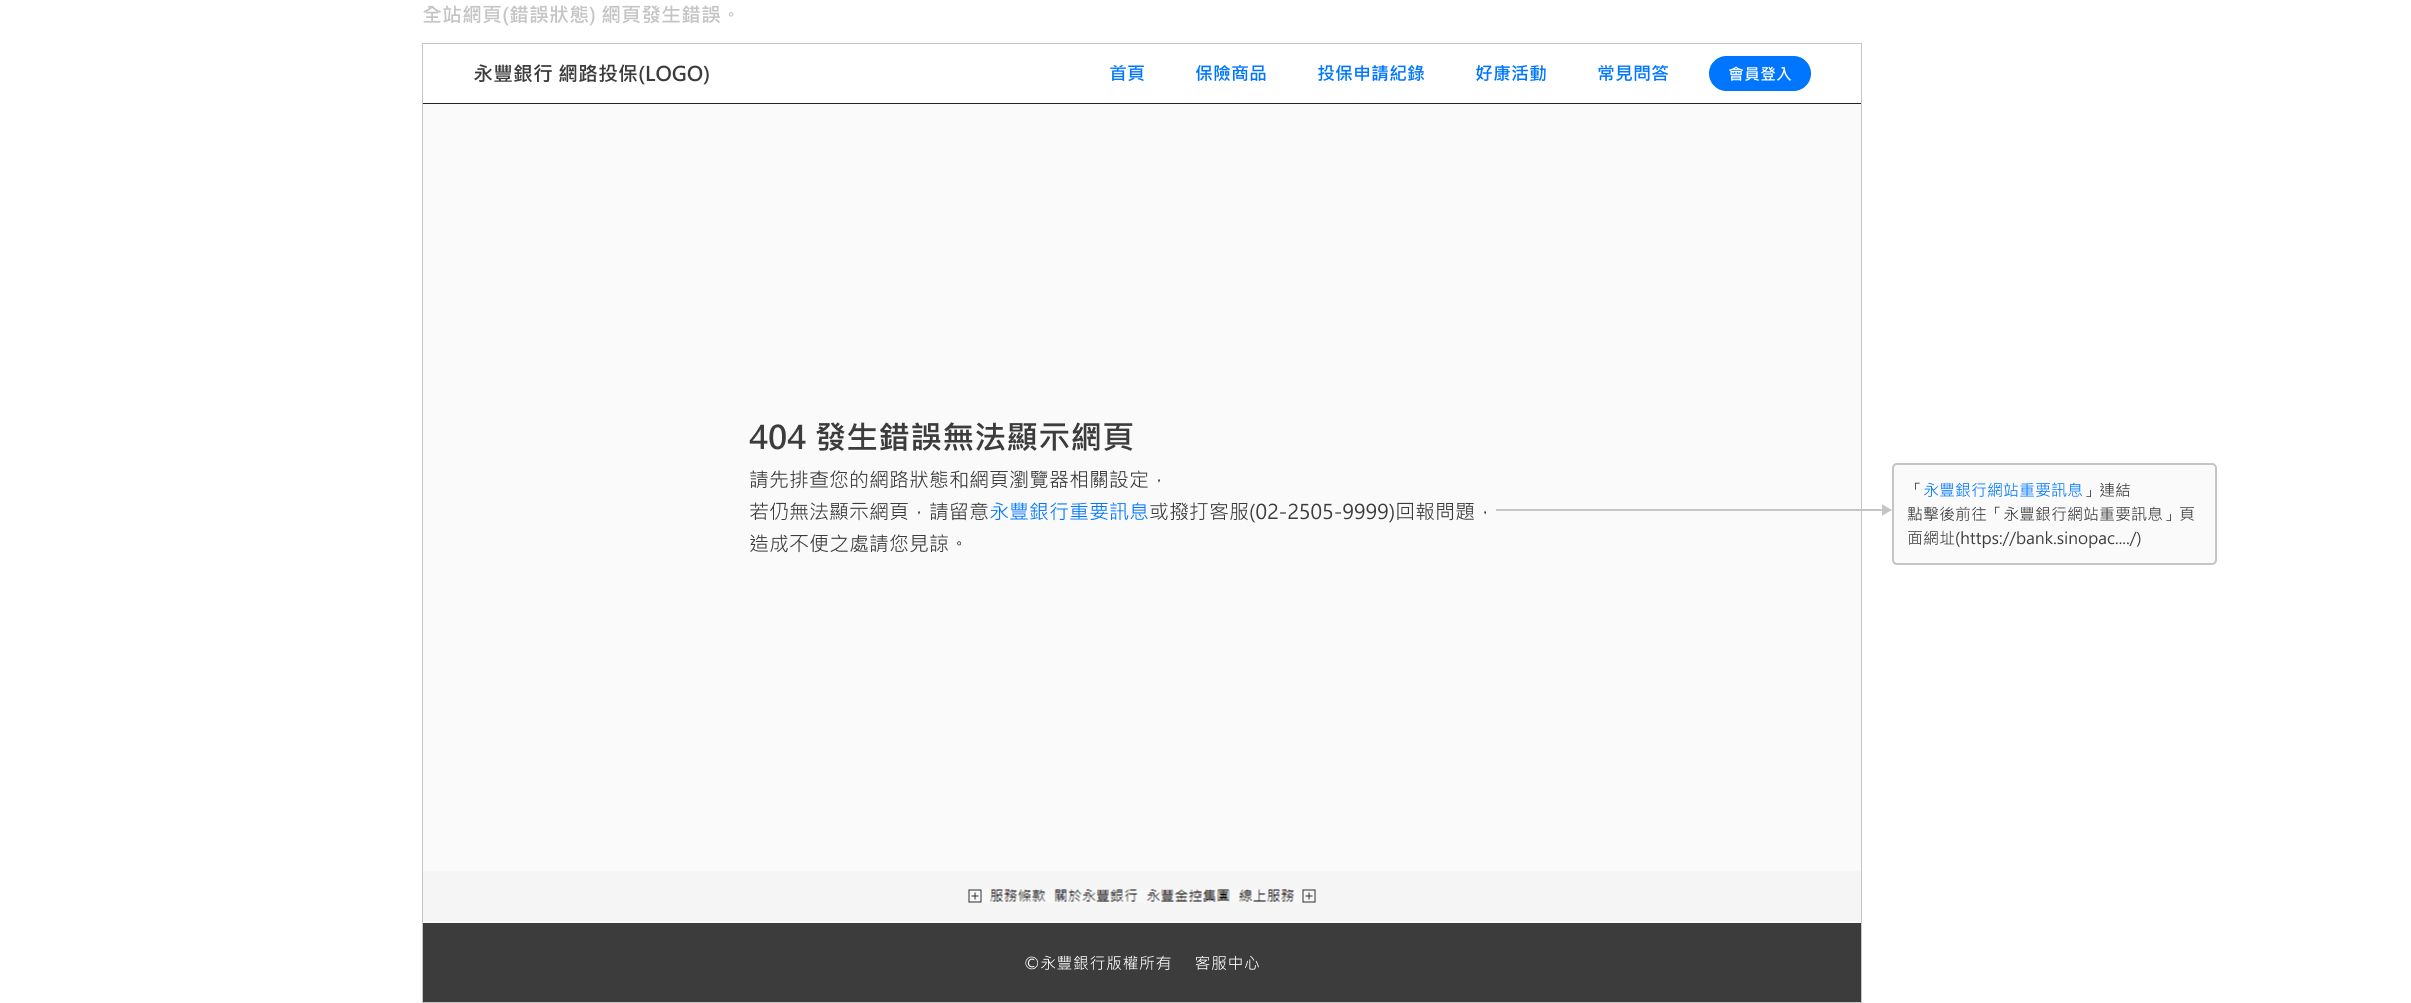 全站網頁(錯誤狀態) 網頁發生錯誤。
永豐銀行 網路投保(LOGO)
首頁 保險商品 投保申請紀錄 好康活動 常見問答 會員登入
404 發生錯誤無法顯示網頁
請先排查您的網路狀態和網頁瀏覽器相關設定，
若仍無法顯示網頁，請留意永豐銀行重要訊息或撥打客服(02-2505-9999)回報問題，
造成不便之處請您見諒。
「永豐銀行網站重要訊息」連結
點擊後前往「永豐銀行網站重要訊息」頁
面網址(https://bank.sinopac..../)
服務條款 關於永豐銀行 永豐金控集團 線上服務
©永豐銀行版權所有 客服中心